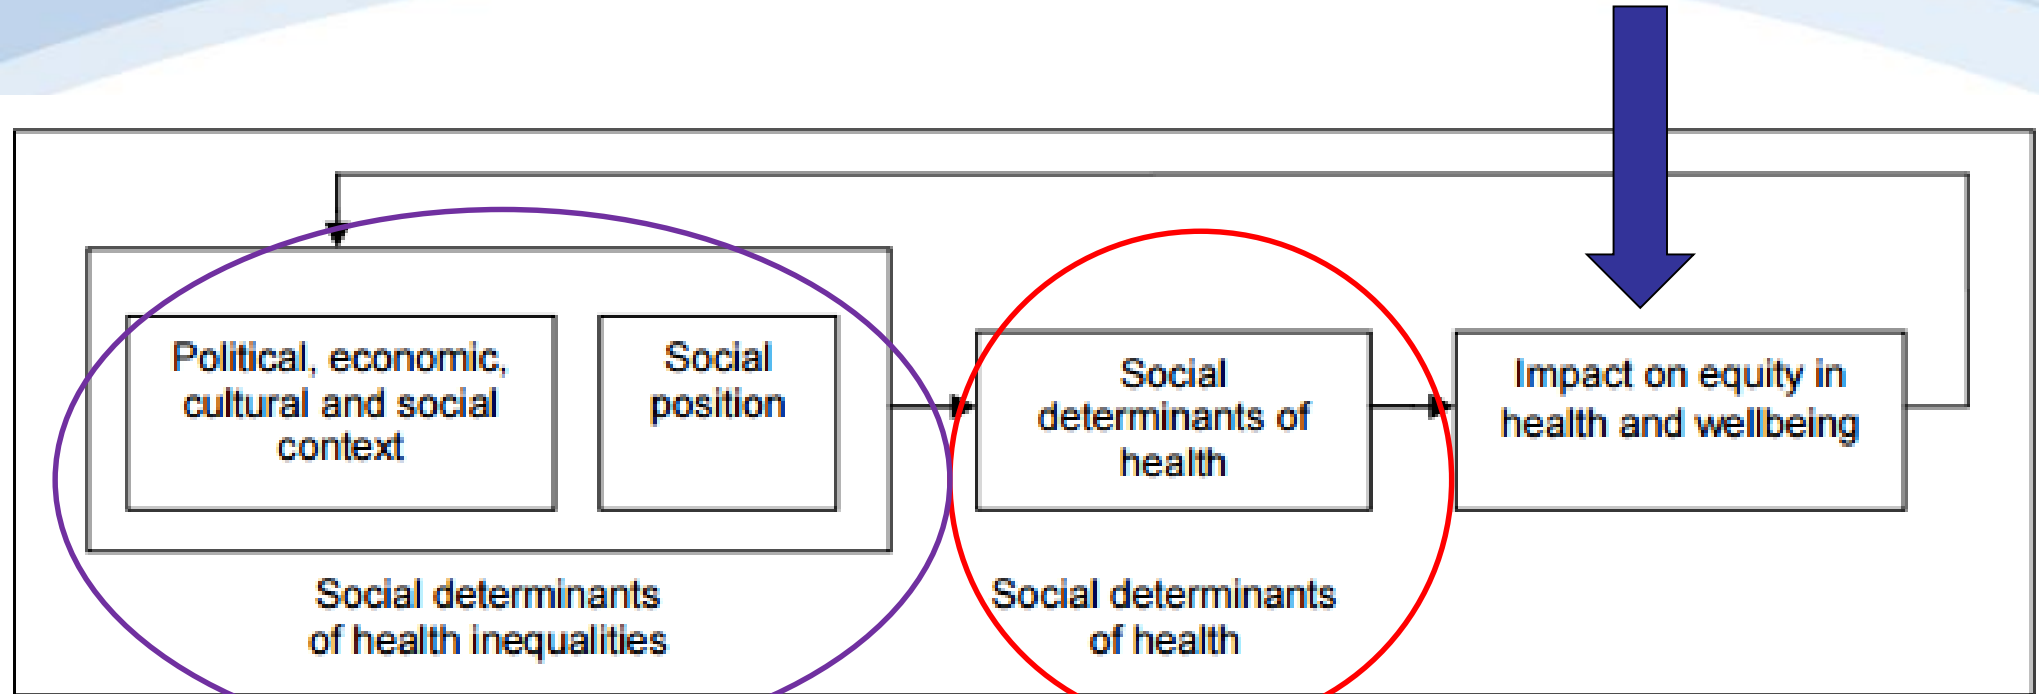 Political, economic,
cultural and social
context
Social
position
Social
determinants of
health
Impact on equity in
health and wellbeing
Social determinants
of health inequalities
Social determinants
of health